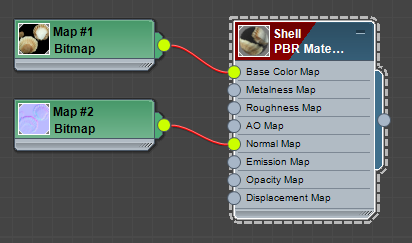 Map #1
Bitmap
Map #2
Bitmap
Shell
PBR Mate...
Base Color Map
Metalness Map
Roughness Map
AO Map
Normal Map
Emission Map
Opacity Map
Displacement Map